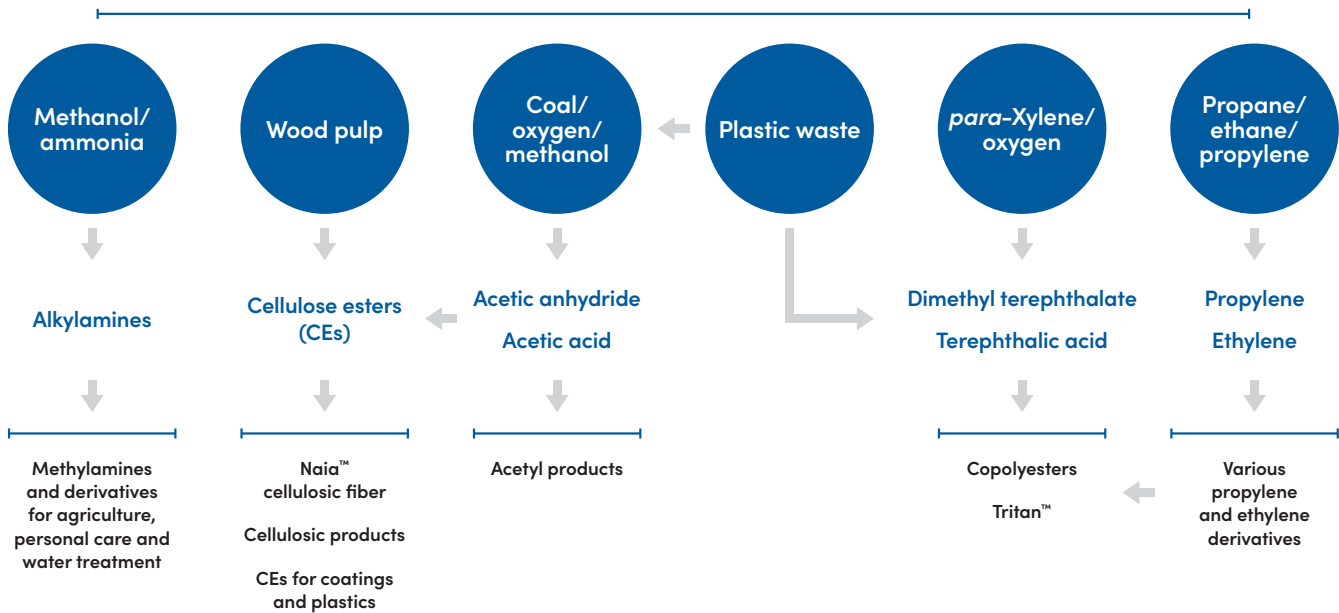 Methanol/
ammonia
Wood pulp
Coal/
oxygen/
methanol
Plastic waste
para-Xylene/
oxygen
Propane/
ethane/
propylene
Alkylamines
Cellulose esters
(CEs)
Acetic anhydride
Acetic acid
Dimethyl terephthalate
Terephthalic acid
Propylene
Ethylene
Methylamines
and derivatives
for agriculture,
personal care and
water treatment
Naia™
cellulosic fiber
Cellulosic products
CEs for coatings
and plastics
Acetyl products
Copolyesters
Tritan™
Various
propylene
and ethylene
derivatives